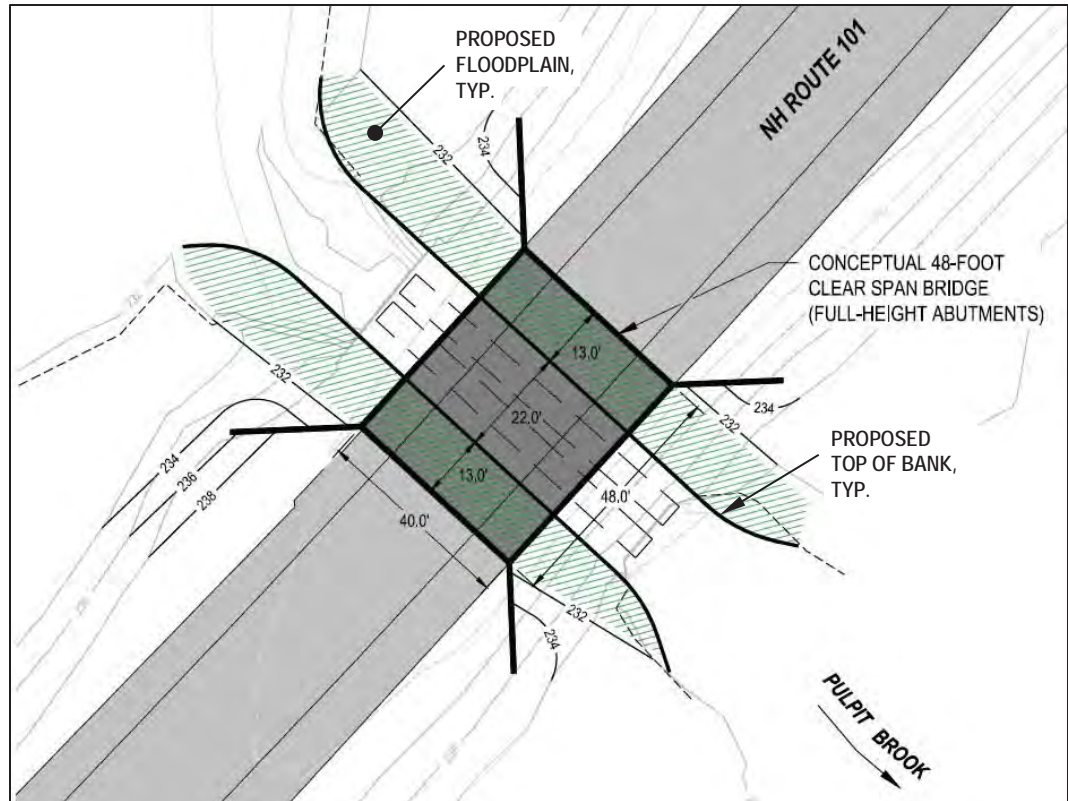 PROPOSED
FLOODPLAIN,
TYP.
NH ROUTE 101
232
234
CONCEPTUAL 48-FOOT
CLEAR SPAN BRIDGE
(FULL-HEIGHT ABUTMENTS)
13.0'
22.0'
13.0'
48.0'
40.0'
232
234
236
238
234
232
PROPOSED
TOP OF BANK,
TYP.
232
234
PULPIT BROOK